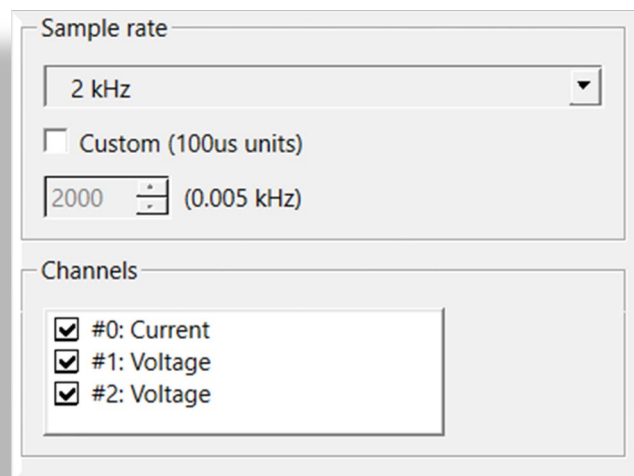 Sample rate
2 kHz
Custom (100us units)
2000 (0.005 kHz)
Channels
#0: Current
#1: Voltage
#2: Voltage